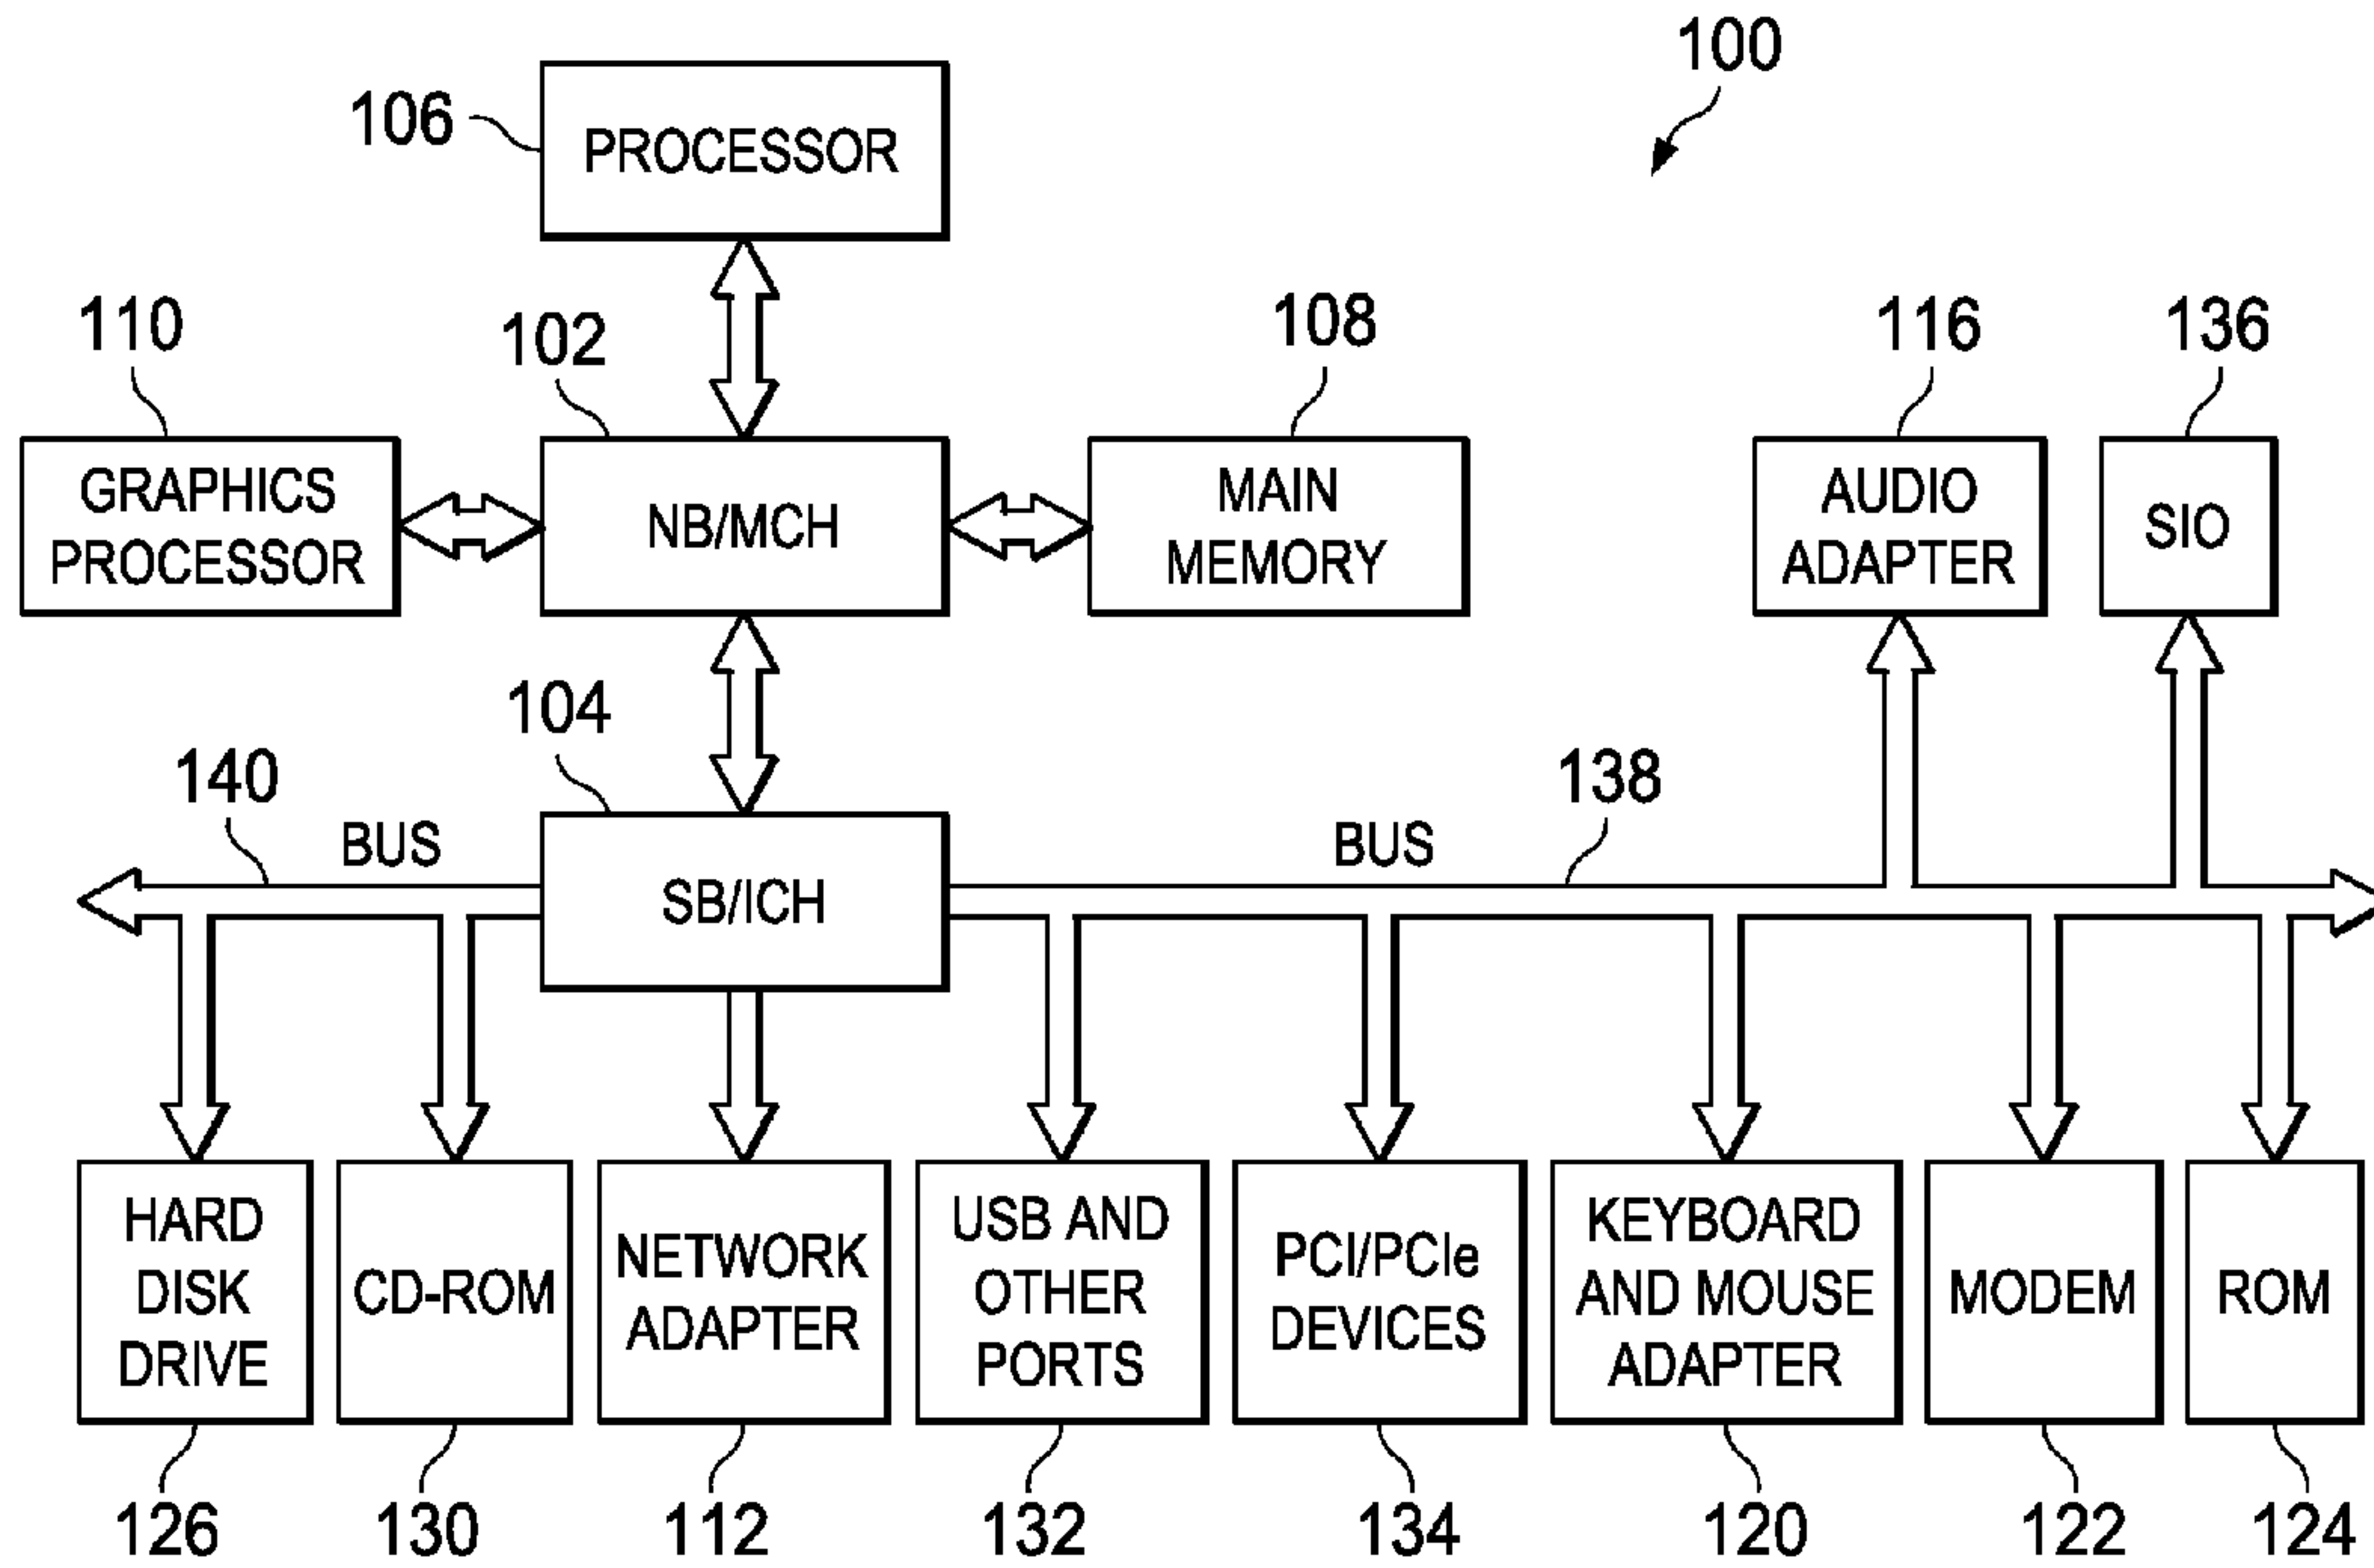 100
106
PROCESSOR
110
102
108
116
136
GRAPHICS
PROCESSOR
NB/MCH
MAIN
MEMORY
AUDIO
ADAPTER
SIO
104
140
BUS
138
BUS
SB/ICH
HARD
DISK
DRIVE
CD-ROM
NETWORK
ADAPTER
USB AND
OTHER
PORTS
PCI/PCIe
DEVICES
KEYBOARD
AND MOUSE
ADAPTER
MODEM
ROM
126
130
112
132
134
120
122
124